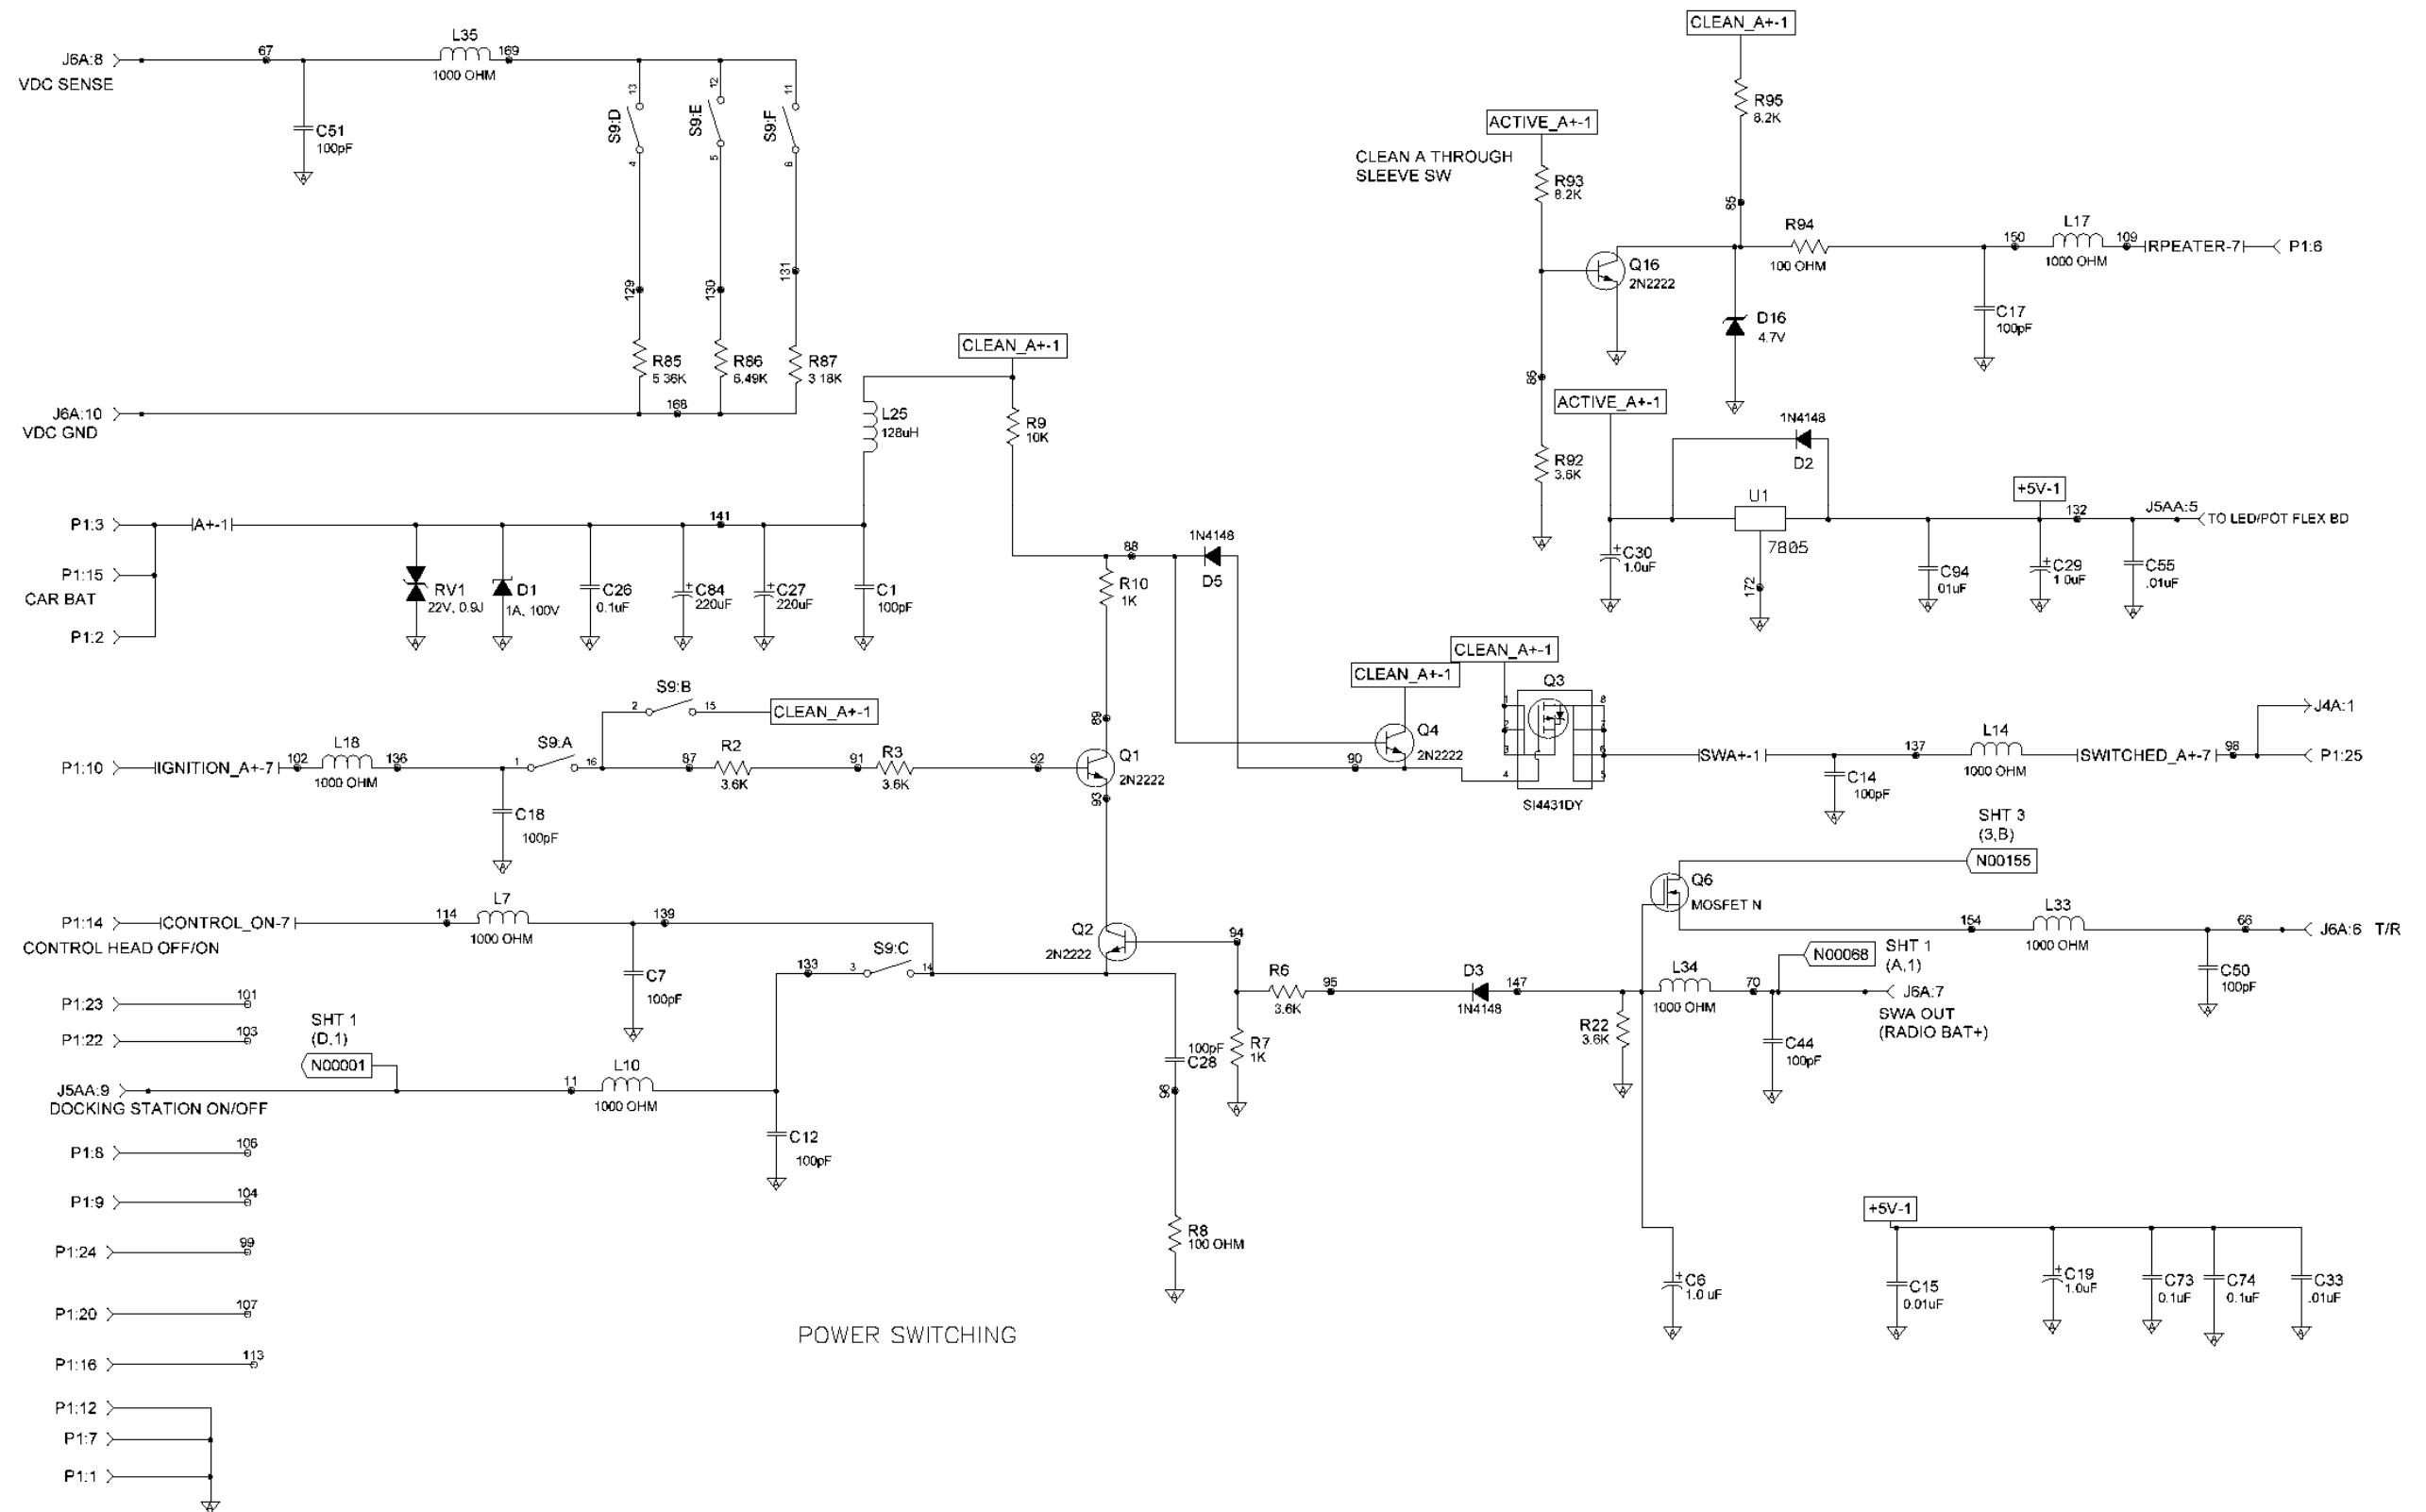 J6A:8
VDC SENSE
67
L35
1000 OHM
169
C51
100pF
13
S9:D
4
12
S9:E
5
11
S9:F
6
129
130
131
R85
5.36K
R86
6.49K
R87
3.18K
J6A:10
VDC GND
168
L25
128uH
CLEAN_A+-1
R9
10K
P1:3
A+-1
P1:15
CAR BAT
P1:2
141
RV1
22V, 0.9J
D1
1A, 100V
C26
0.1uF
C84
220uF
C27
220uF
C1
100pF
88
1N4148
D5
R10
1K
89
CLEAN_A+-1
R95
8.2K
85
ACTIVE_A+-1
CLEAN A THROUGH
SLEEVE SW
R93
8.2K
Q16
2N2222
R94
100 OHM
150
L17
1000 OHM
109
RPEATER-7
P1:6
D16
4.7V
C17
100pF
86
R92
3.6K
ACTIVE_A+-1
1N4148
D2
U1
7805
172
C30
1.0uF
+5V-1
132
J5AA:5
TO LED/POT FLEX BD
C94
01uF
C29
1.0uF
C55
.01uF
S9:B
2
15
CLEAN_A+-1
P1:10
IGNITION_A+-7
102
L18
1000 OHM
136
1
S9:A
16
87
R2
3.6K
91
R3
3.6K
92
Q1
2N2222
93
C18
100pF
CLEAN_A+-1
CLEAN_A+-1
Q4
2N2222
90
Q3
1
2
3
4
8
7
6
5
SI4431DY
SWA+-1
C14
100pF
137
L14
1000 OHM
SWITCHED_A+-7
98
J4A:1
P1:25
SHT 3
(3,B)
N00155
P1:14
CONTROL_ON-7
CONTROL HEAD OFF/ON
114
L7
1000 OHM
139
C7
100pF
133
3
S9:C
14
Q2
2N2222
94
R6
3.6K
95
D3
1N4148
147
R7
1K
100pF
C28
96
R8
100 OHM
Q6
MOSFET N
154
L33
1000 OHM
66
J6A:6 T/R
C50
100pF
R22
3.6K
L34
1000 OHM
70
N00068
SHT 1
(A,1)
J6A:7
SWA OUT
(RADIO BAT+)
C44
100pF
C6
1.0 uF
P1:23
101
P1:22
103
SHT 1
(D,1)
N00001
J5AA:9
DOCKING STATION ON/OFF
11
L10
1000 OHM
C12
100pF
P1:8
106
P1:9
104
P1:24
99
P1:20
107
P1:16
113
P1:12
P1:7
P1:1
POWER SWITCHING
+5V-1
C15
0.01uF
C19
1.0uF
C73
0.1uF
C74
0.1uF
C33
.01uF